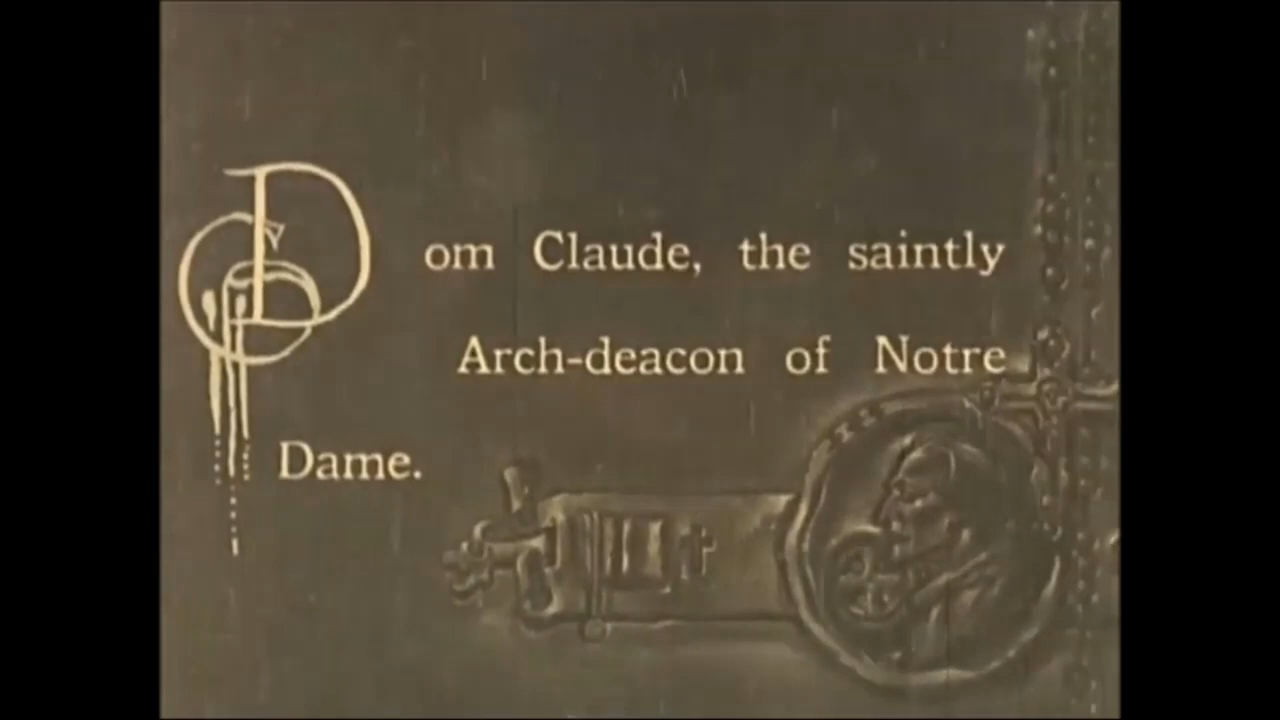 Dom Claude, the saintly
Arch-deacon of Notre
Dame.